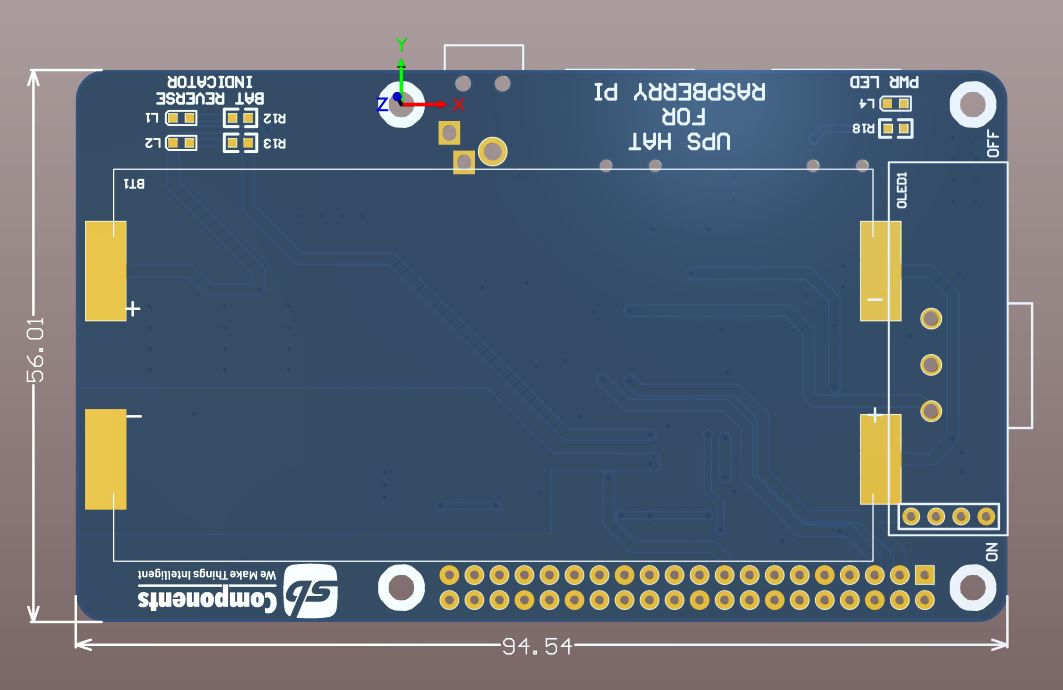 Y
Z
X
BAT REVERSE
INDICATOR
L1
R12
L2
R13
UPS HAT
FOR
RASPBERRY PI
PWR LED
L4
R18
OFF
BT1
OLED1
+
−
−
+
56.01
ON
sb
Components
We Make Things Intelligent
94.54